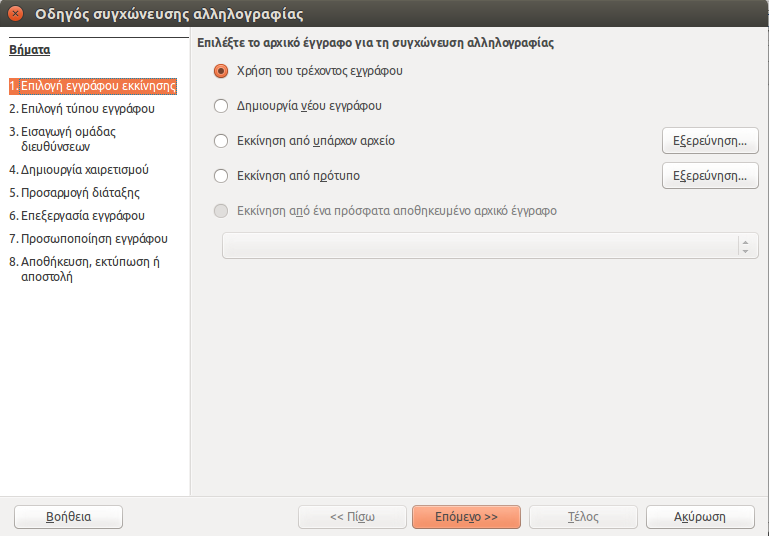 Οδηγός συγχώνευσης αλληλογραφίας
Βήματα
1. Επιλογή εγγράφου εκκίνησης
2. Επιλογή τύπου εγγράφου
3. Εισαγωγή ομάδας
διευθύνσεων
4. Δημιουργία χαιρετισμού
5. Προσαρμογή διάταξης
6. Επεξεργασία εγγράφου
7. Προσωποποίηση εγγράφου
8. Αποθήκευση, εκτύπωση ή
αποστολή
Επιλέξτε το αρχικό έγγραφο για τη συγχώνευση αλληλογραφίας
Χρήση του τρέχοντος εγγράφου
Δημιουργία νέου εγγράφου
Εκκίνηση από υπάρχον αρχείο
Εξερεύνηση...
Εκκίνηση από πρότυπο
Εξερεύνηση...
Εκκίνηση από ένα πρόσφατα αποθηκευμένο αρχικό έγγραφο
Βοήθεια
<< Πίσω
Επόμενο >>
Τέλος
Ακύρωση